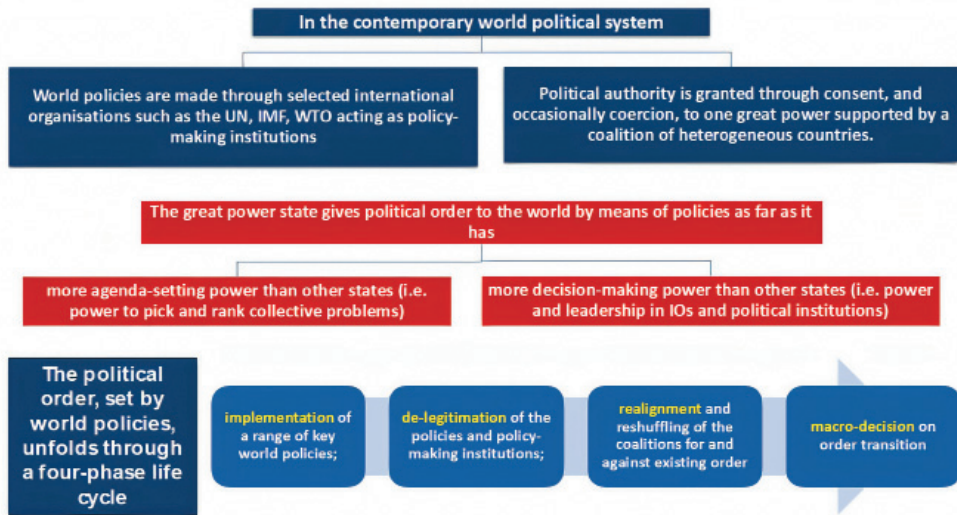 In the contemporary world political system
World policies are made through selected international
organisations such as the UN, IMF, WTO acting as policy-
making institutions
Political authority is granted through consent, and
occasionally coercion, to one great power supported by a
coalition of heterogeneous countries.
The great power state gives political order to the world by means of policies as far as it
has
more agenda-setting power than other states (i.e.
power to pick and rank collective problems)
more decision-making power than other states (i.e. power
and leadership in IOs and political institutions)
The political
order, set by
world policies,
unfolds through
a four-phase life
cycle
implementation of
a range of key
world policies;
de-legitimation of the
policies and policy-
making institutions;
realignment and
reshuffling of the
coalitions for and
against existing order
macro-decision on
order transition